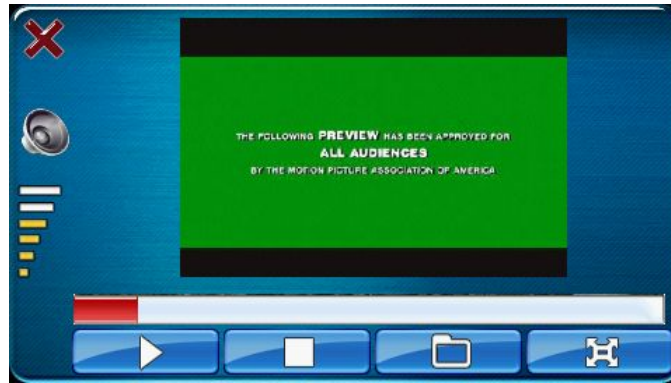 THE FOLLOWING PREVIEW HAS BEEN APPROVED FOR
ALL AUDIENCES
BY THE MOTION PICTURE ASSOCIATION OF AMERICA